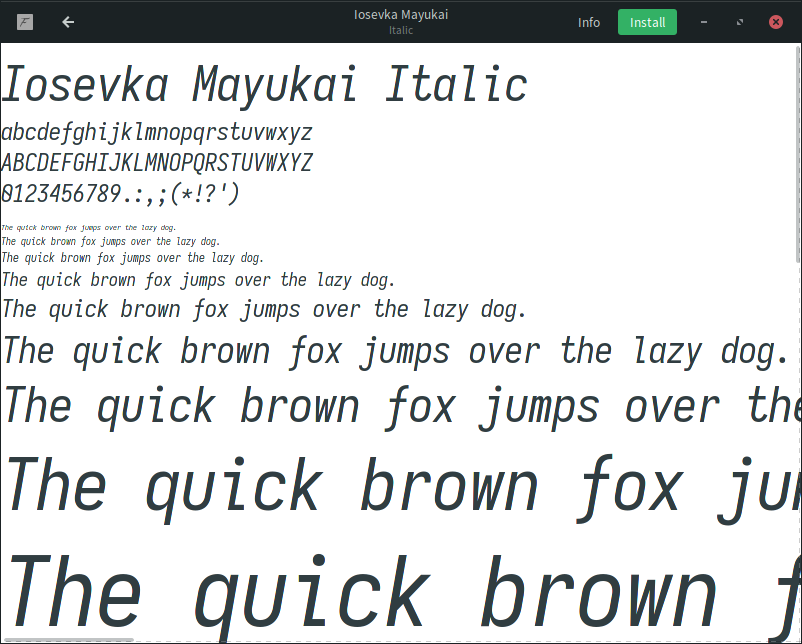 Iosevka Mayukai
Italic
Info
Install
Iosevka Mayukai Italic
abcdefghijklmnopqrstuvwxyz
ABCDEFGHIJKLMNOPQRSTUVWXYZ
0123456789.:,;(*!?')
The quick brown fox jumps over the lazy dog.
The quick brown fox jumps over the lazy dog.
The quick brown fox jumps over the lazy dog.
The quick brown fox jumps over the lazy dog.
The quick brown fox jumps over the lazy dog.
The quick brown fox jumps over the lazy dog.
The quick brown fox jumps over the
The quick brown fox jum
The quick brown f